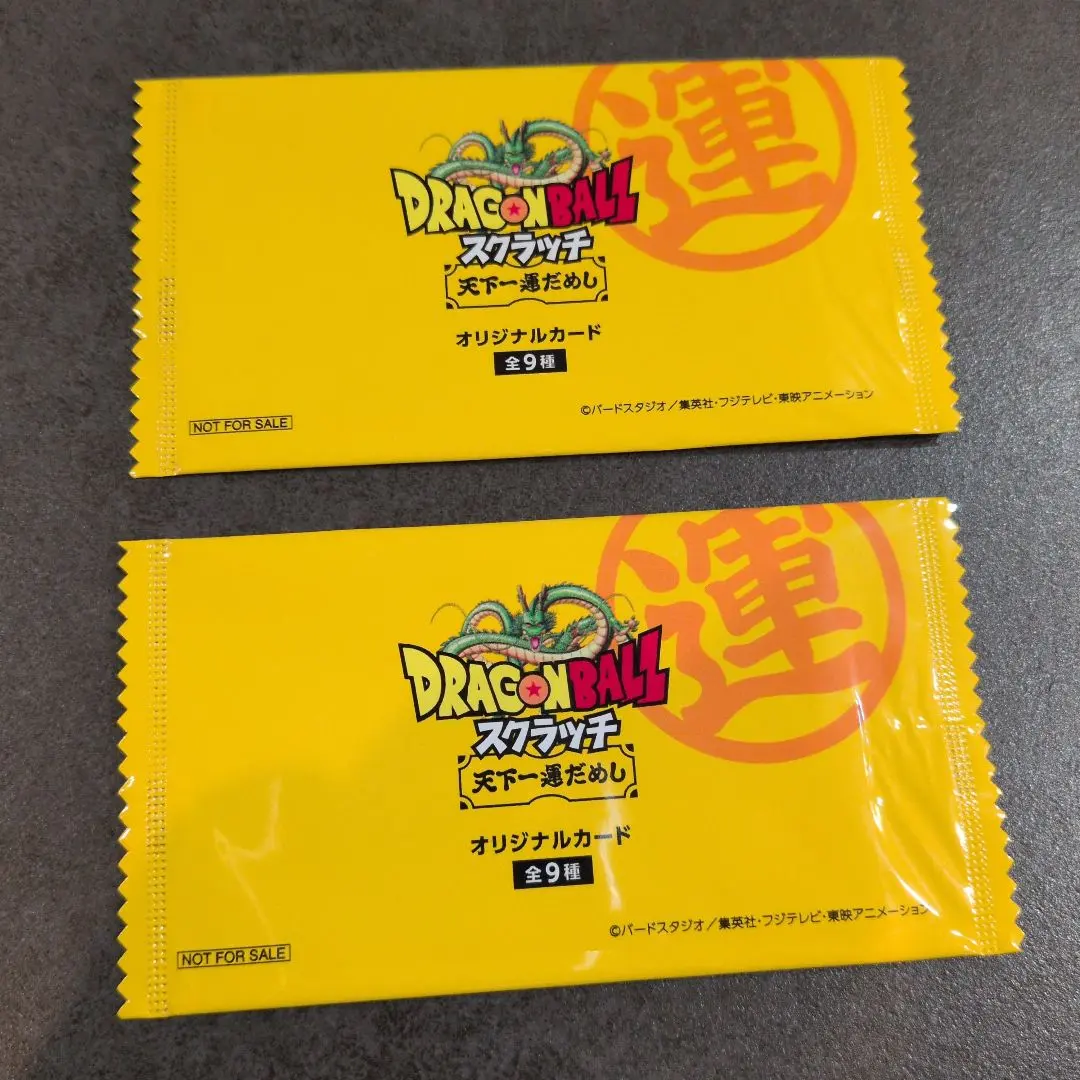 運
DRAGONBALL
スクラッチ
天下一運だめし
オリジナルカード
全9種
©バードスタジオ/集英社・フジテレビ・東映アニメーション
NOT FOR SALE
運
DRAGONBALL
スクラッチ
天下一運だめし
オリジナルカード
全9種
©バードスタジオ/集英社・フジテレビ・東映アニメーション
NOT FOR SALE